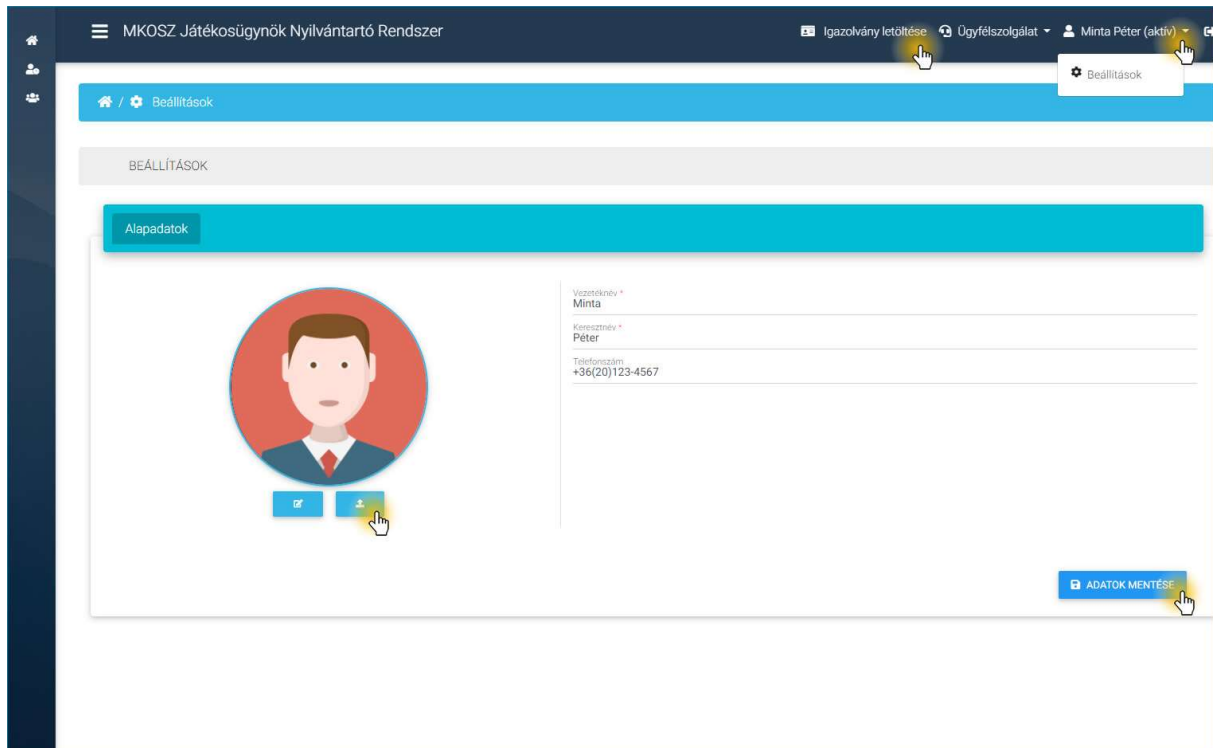 MKOSZ Játékosügynök Nyilvántartó Rendszer
Igazolvány letöltése
Ügyfélszolgálat
Minta Péter (aktív)
Beállítások
/ Beállítások
BEÁLLÍTÁSOK
Alapadatok
Vezetéknév *
Minta
Keresztnév *
Péter
Telefonszám
+36(20)123-4567
ADATOK MENTÉSE